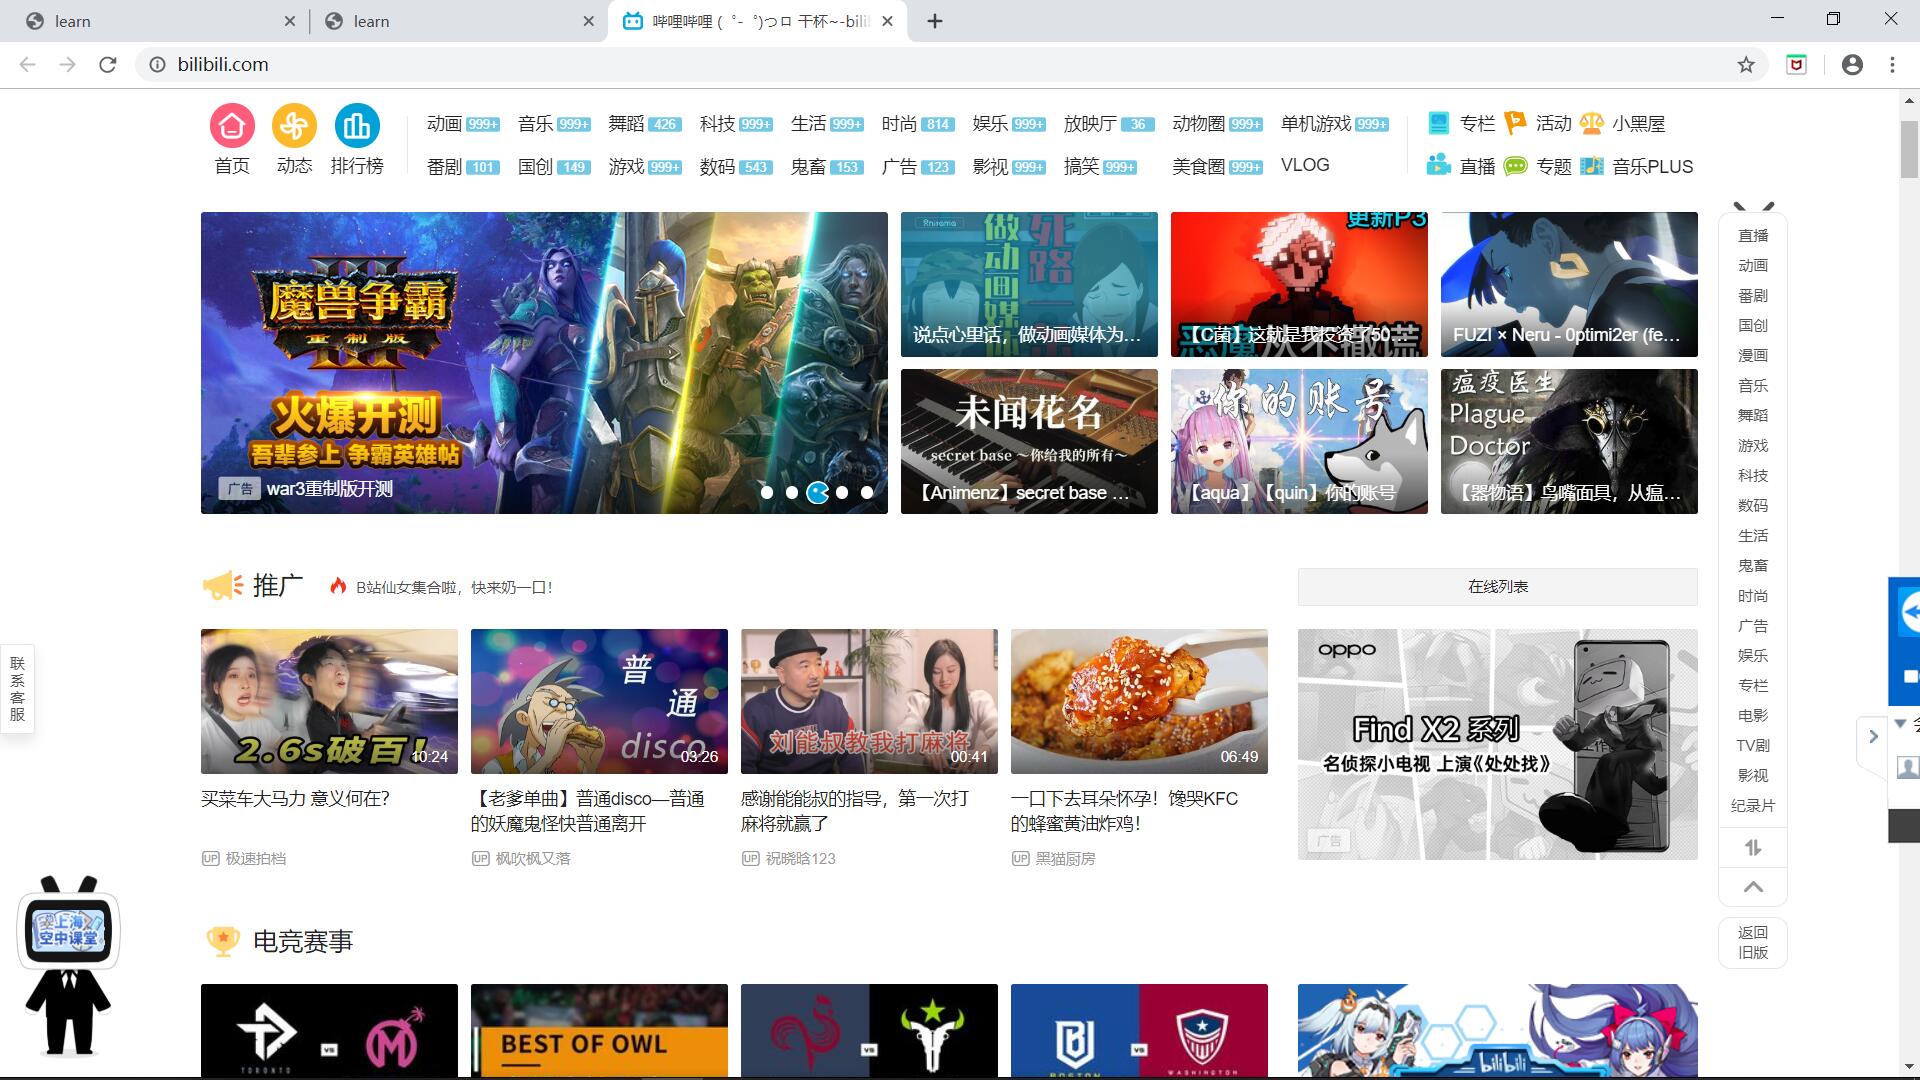 learn
learn
哔哩哔哩 (゜-゜)つロ 干杯~-bili
bilibili.com
首页
动态
排行榜
动画 999+
音乐 999+
舞蹈 426
科技 999+
生活 999+
时尚 814
娱乐 999+
放映厅 36
动物圈 999+
单机游戏 999+
专栏
活动
小黑屋
番剧 101
国创 149
游戏 999+
数码 543
鬼畜 153
广告 123
影视 999+
搞笑 999+
美食圈 999+
VLOG
直播
专题
音乐PLUS
魔兽争霸
III
重制版
火爆开测
吾辈参上 争霸英雄帖
广告 war3重制版开测
Anitama
做动画媒体
死路一
说点心里话，做动画媒体为...
更新P3
恶魔从不撒谎
【C菌】这就是我投资了50...
FUZI × Neru - 0ptimi2er (fe...
未闻花名
secret base ～你给我的所有～
【Animenz】secret base ...
你的账号
【aqua】【quin】你的账号
瘟疫医生
Plague
Doctor
【器物语】鸟嘴面具，从瘟...
推广
B站仙女集合啦，快来奶一口！
在线列表
2.6s破百！
10:24
买菜车大马力 意义何在？
UP 极速拍档
普通
disco
03:26
【老爹单曲】普通disco—普通
的妖魔鬼怪快普通离开
UP 枫吹枫又落
刘能叔教我打麻将
00:41
感谢能能叔的指导，第一次打
麻将就赢了
UP 祝晓晗123
06:49
一口下去耳朵怀孕！馋哭KFC
的蜂蜜黄油炸鸡！
UP 黑猫厨房
oppo
Find X2 系列
名侦探小电视 上演《处处找》
广告
电竞赛事
TORONTO
VS
BEST OF OWL
VS
BOSTON
VS
WASHINGTON
bilibili
直播
动画
番剧
国创
漫画
音乐
舞蹈
游戏
科技
数码
生活
鬼畜
时尚
广告
娱乐
专栏
电影
TV剧
影视
纪录片
返回
旧版
联系客服
上海
空中课堂